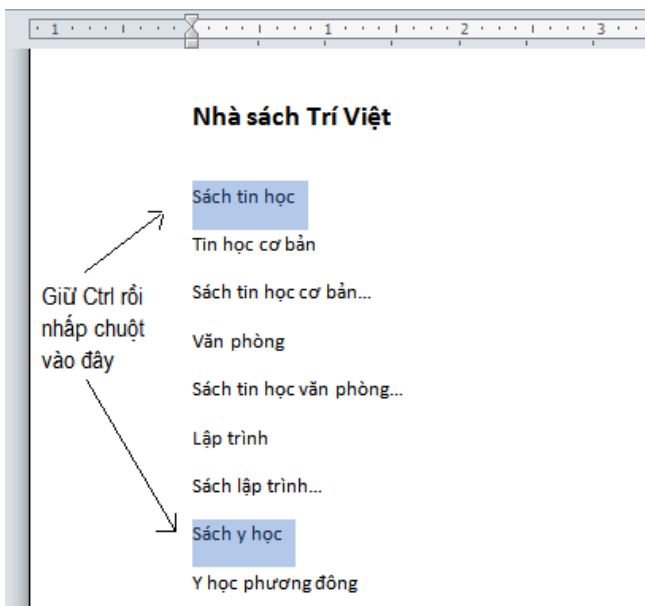 1 1 2 3
Nhà sách Trí Việt
Sách tin học
Tin học cơ bản
Giữ Ctrl rồi
nhấp chuột
vào đây
Sách tin học cơ bản...
Văn phòng
Sách tin học văn phòng...
Lập trình
Sách lập trình...
Sách y học
Y học phương đông